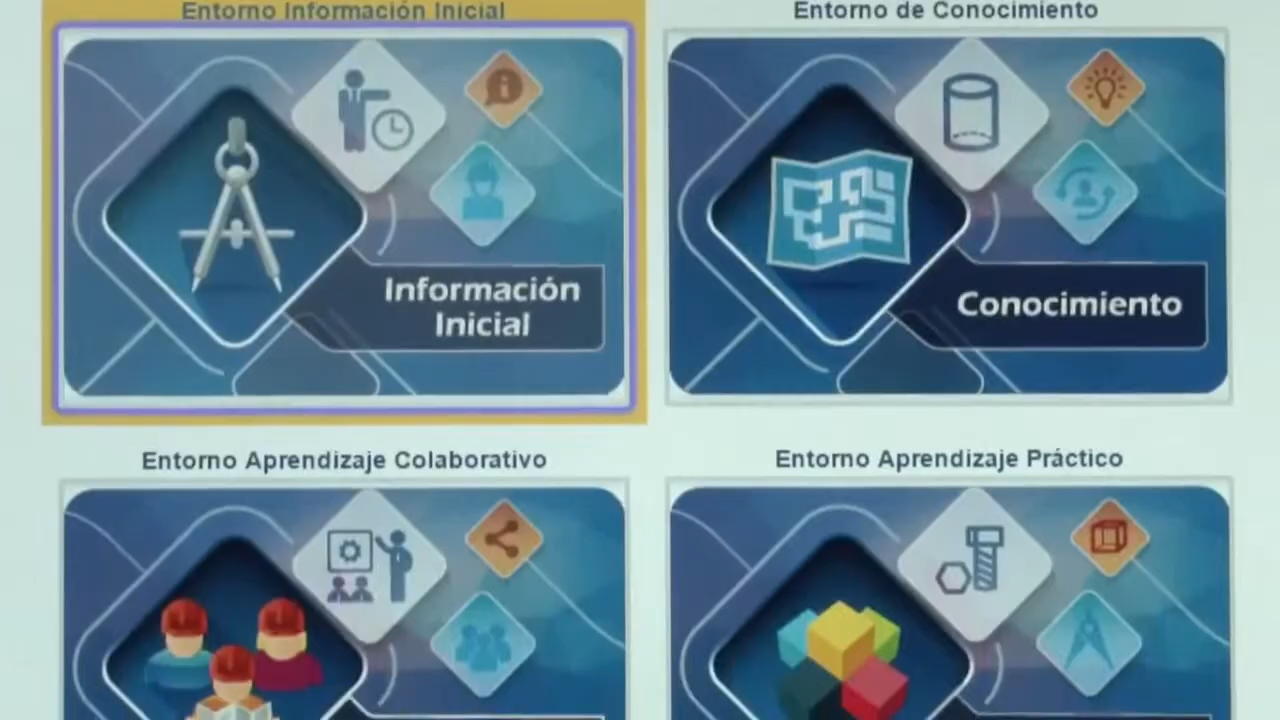 Entorno Información Inicial
Entorno de Conocimiento
Información
Inicial
Conocimiento
Entorno Aprendizaje Colaborativo
Entorno Aprendizaje Práctico